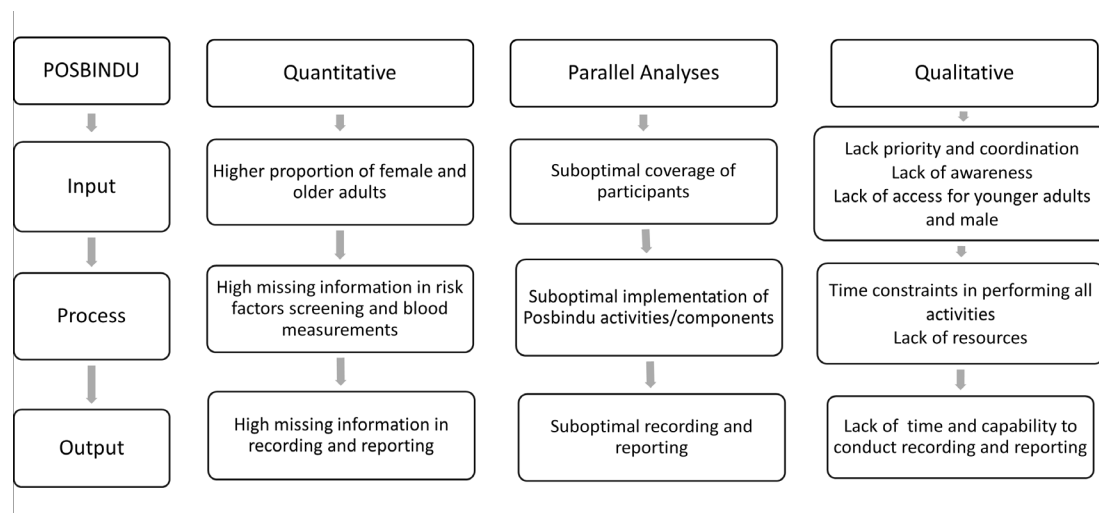 POSBINDU
Quantitative
Parallel Analyses
Qualitative
Input
Higher proportion of female and
older adults
Suboptimal coverage of
participants
Lack priority and coordination
Lack of awareness
Lack of access for younger adults
and male
Process
High missing information in risk
factors screening and blood
measurements
Suboptimal implementation of
Posbindu activities/components
Time constraints in performing all
activities
Lack of resources
Output
High missing information in
recording and reporting
Suboptimal recording and
reporting
Lack of time and capability to
conduct recording and reporting